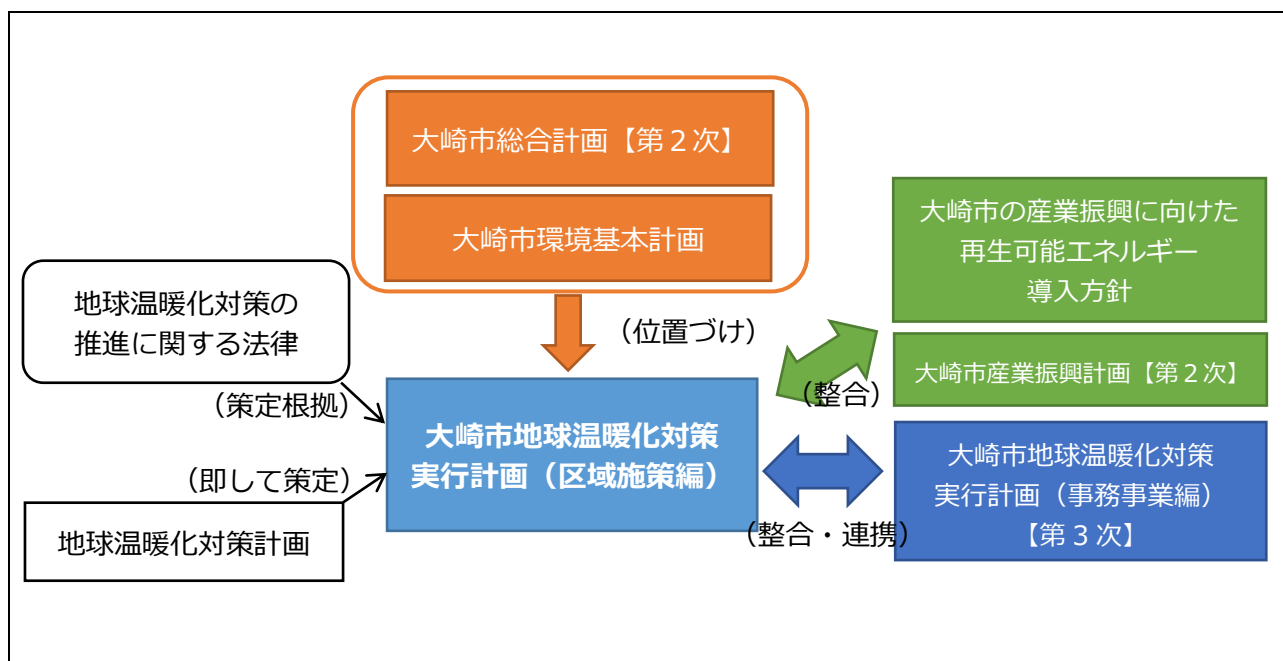 大崎市総合計画【第２次】
大崎市環境基本計画
大崎市の産業振興に向けた
再生可能エネルギー
導入方針
地球温暖化対策の
推進に関する法律
（位置づけ）
大崎市産業振興計画【第２次】
（整合）
（策定根拠）
大崎市地球温暖化対策
実行計画（区域施策編）
大崎市地球温暖化対策
実行計画（事務事業編）
【第３次】
（即して策定）
（整合・連携）
地球温暖化対策計画